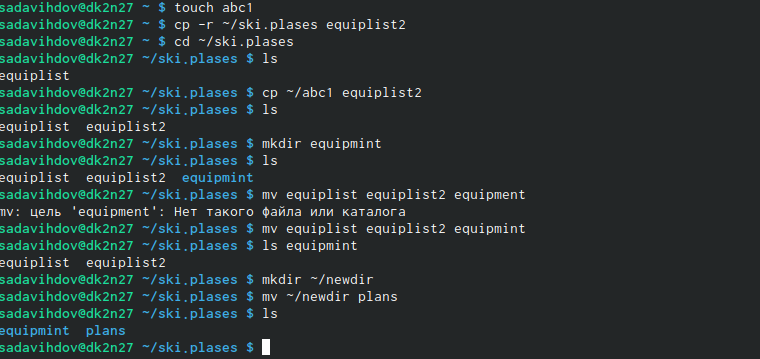 sadavihdov@dk2n27 ~ $ touch abc1
sadavihdov@dk2n27 ~ $ cp -r ~/ski.plases equiplist2
sadavihdov@dk2n27 ~ $ cd ~/ski.plases
sadavihdov@dk2n27 ~/ski.plases $ ls
equiplist
sadavihdov@dk2n27 ~/ski.plases $ cp ~/abc1 equiplist2
sadavihdov@dk2n27 ~/ski.plases $ ls
equiplist  equiplist2
sadavihdov@dk2n27 ~/ski.plases $ mkdir equipmint
sadavihdov@dk2n27 ~/ski.plases $ ls
equiplist  equiplist2  equipmint
sadavihdov@dk2n27 ~/ski.plases $ mv equiplist equiplist2 equipment
mv: цель 'equipment': Нет такого файла или каталога
sadavihdov@dk2n27 ~/ski.plases $ mv equiplist equiplist2 equipmint
sadavihdov@dk2n27 ~/ski.plases $ ls equipmint
equiplist  equiplist2
sadavihdov@dk2n27 ~/ski.plases $ mkdir ~/newdir
sadavihdov@dk2n27 ~/ski.plases $ mv ~/newdir plans
sadavihdov@dk2n27 ~/ski.plases $ ls
equipmint  plans
sadavihdov@dk2n27 ~/ski.plases $